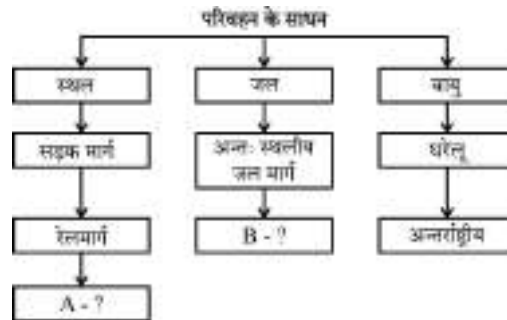 परिवहन के साधन
स्थल
जल
वायु
सड़क मार्ग
अन्तः स्थलीय
जल मार्ग
घरेलू
रेलमार्ग
B - ?
अन्तर्राष्ट्रीय
A - ?